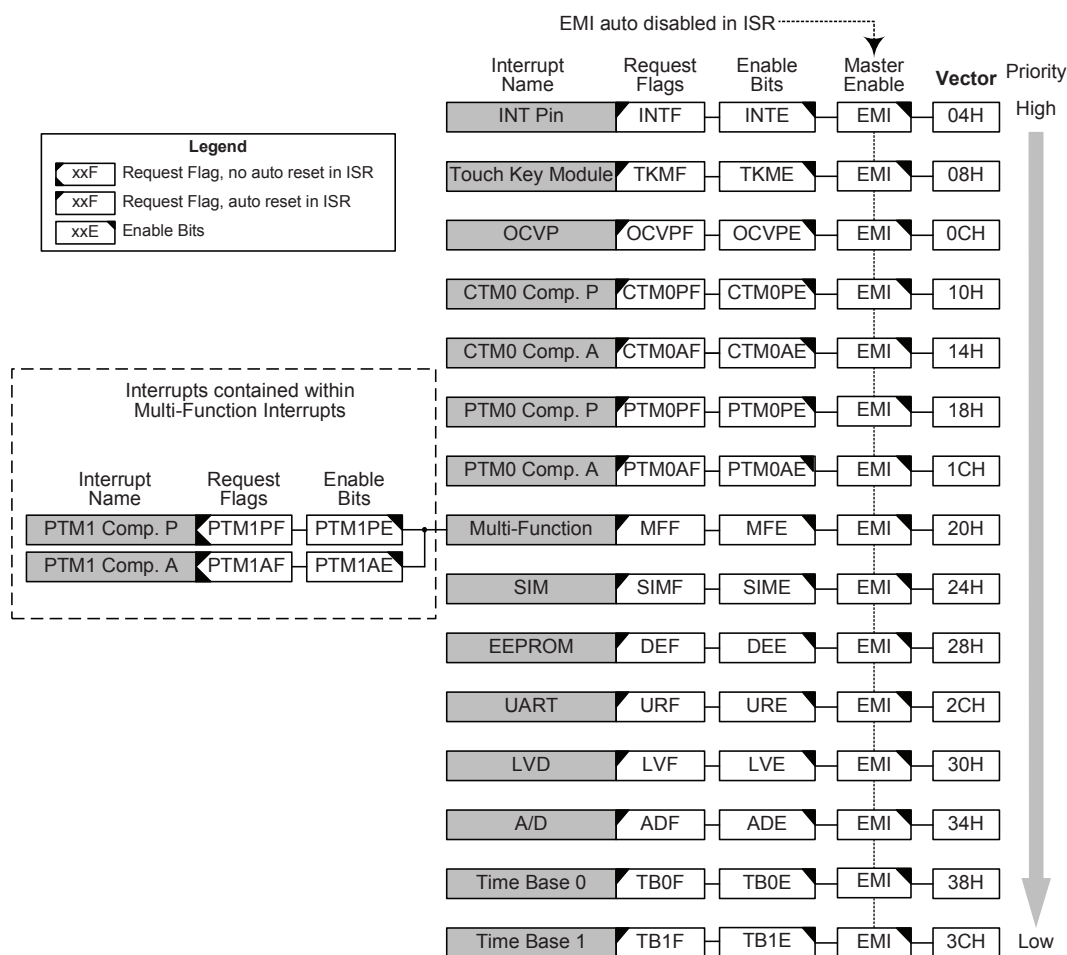 EMI auto disabled in ISR
Interrupt Name Request Flags Enable Bits Master Enable Vector Priority
INT Pin INTF INTE EMI 04H High
Legend
xxF Request Flag, no auto reset in ISR
xxF Request Flag, auto reset in ISR
xxE Enable Bits
Touch Key Module TKMF TKME EMI 08H
OCVP OCVPF OCVPE EMI 0CH
CTM0 Comp. P CTM0PF CTM0PE EMI 10H
CTM0 Comp. A CTM0AF CTM0AE EMI 14H
Interrupts contained within
Multi-Function Interrupts
PTM0 Comp. P PTM0PF PTM0PE EMI 18H
PTM0 Comp. A PTM0AF PTM0AE EMI 1CH
Interrupt Name Request Flags Enable Bits
PTM1 Comp. P PTM1PF PTM1PE
PTM1 Comp. A PTM1AF PTM1AE
Multi-Function MFF MFE EMI 20H
SIM SIMF SIME EMI 24H
EEPROM DEF DEE EMI 28H
UART URF URE EMI 2CH
LVD LVF LVE EMI 30H
A/D ADF ADE EMI 34H
Time Base 0 TB0F TB0E EMI 38H
Time Base 1 TB1F TB1E EMI 3CH Low